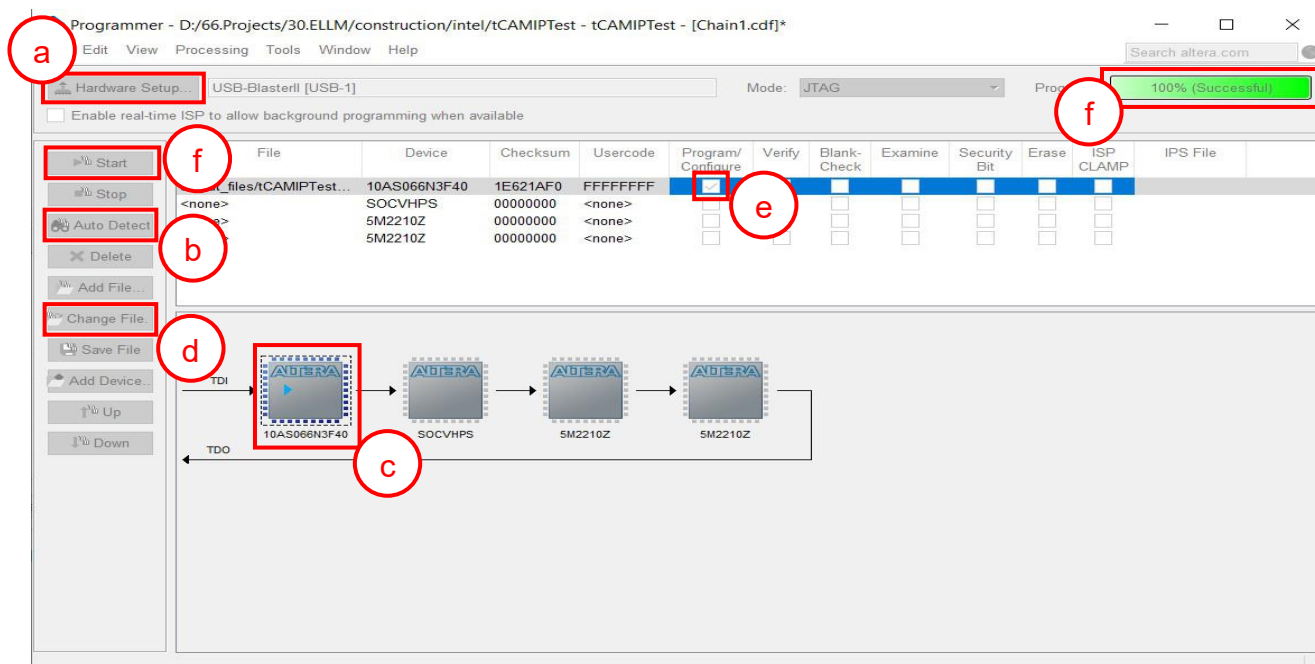 Programmer - D:/66.Projects/30.ELLM/construction/intel/tCAMIPTest - tCAMIPTest - [Chain1.cdf]*
a
Edit View Processing Tools Window Help
Search altera.com
Hardware Setup... USB-BlasterII [USB-1] Mode: JTAG 100% (Successful)
f
Enable real-time ISP to allow background programming when available
Start
f
File Device Checksum Usercode Program/Configure Verify Blank-Check Examine Security Bit Erase ISP CLAMP IPS File
10AS066N3F40 1E621AF0 FFFFFFFF
<none> SOCVHPS 00000000 <none>
5M2210Z 00000000 <none>
5M2210Z 00000000 <none>
e
Stop
Auto Detect
b
Delete
Add File...
Change File.
d
Save File
Add Device..
Up
Down
TDI
ALTERA ALTERA ALTERA ALTERA
10AS066N3F40 SOCVHPS 5M2210Z 5M2210Z
TDO
c